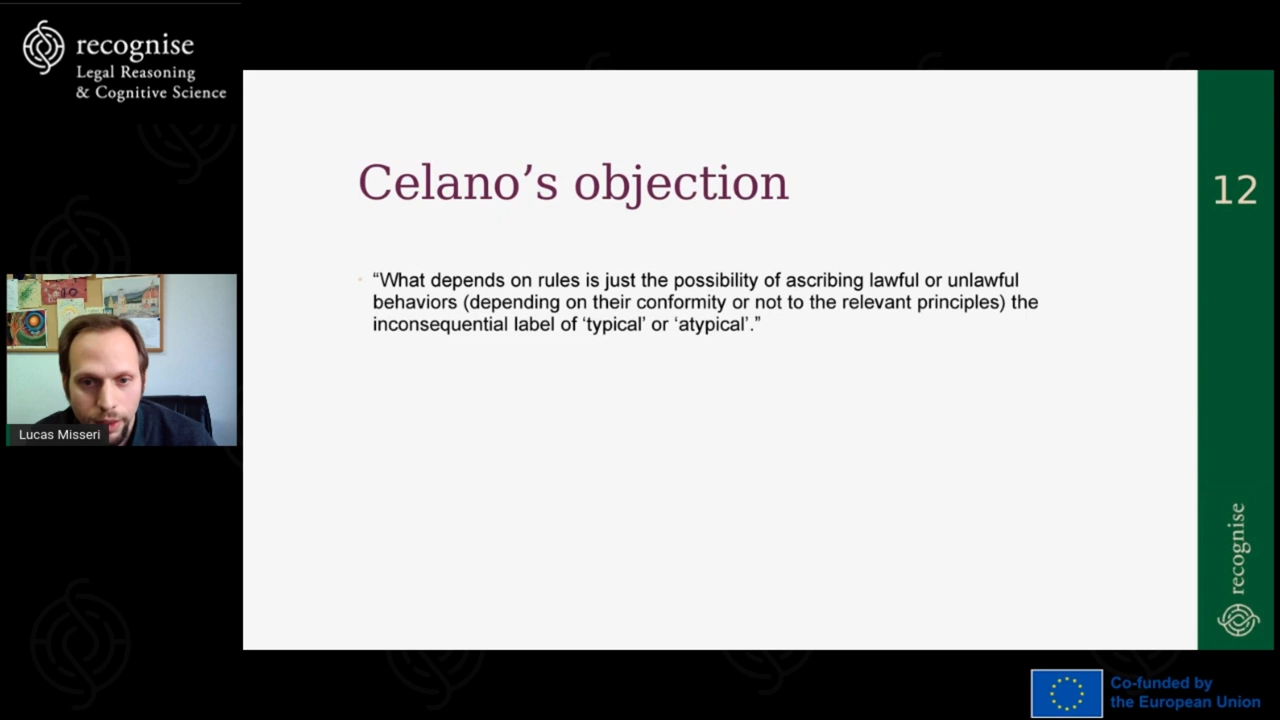 recognise
Legal Reasoning
& Cognitive Science
Celano’s objection
12
“What depends on rules is just the possibility of ascribing lawful or unlawful
behaviors (depending on their conformity or not to the relevant principles) the
inconsequential label of ‘typical’ or ‘atypical’.”
Lucas Misseri
recognise
Co-funded by
the European Union